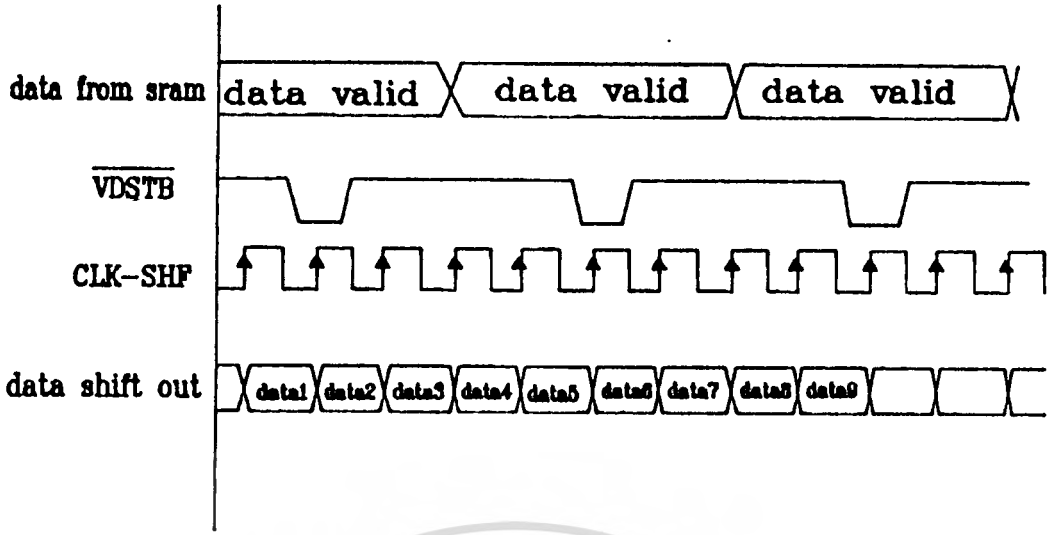 data from sram data valid data valid data valid
VDSTB
CLK-SHF
data shift out data1 data2 data3 data4 data5 data6 data7 data8 data9